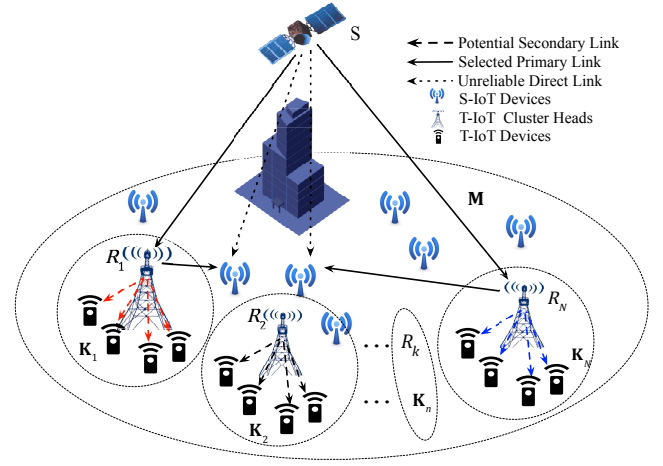 S
Potential Secondary Link
Selected Primary Link
Unreliable Direct Link
S-IoT Devices
T-IoT Cluster Heads
T-IoT Devices
M
R1
R2
RN
Rk
K1
K2
Kn
KN
...
...